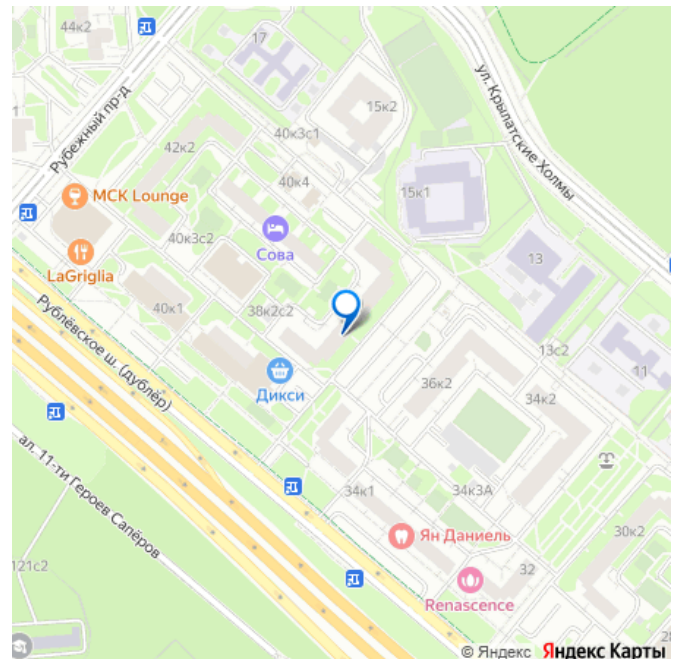 44к2
17
ул. Крылатские Холмы
15к2
Рубежный пр-д
42к2
40к3с1
40к4
15к1
MCK Lounge
Сова
40к3с2
13
LaGriglia
40к1
38к2с2
Рублёвское ш. (дублёр)
13с2
11
36к2
34к2
Дикси
ал. 11-ти Героев Сапёров
34к1
34к3А
Ян Даниель
30к2
121с2
32
Renascence
© Яндекс Яндекс Карты